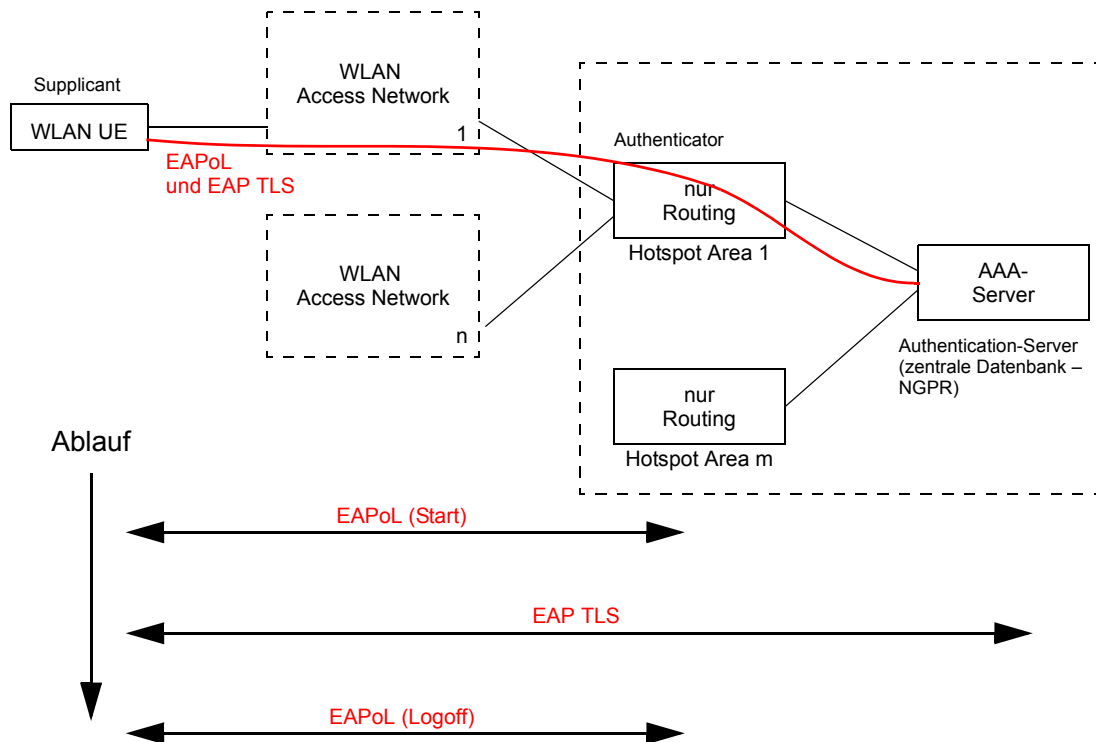 Supplicant
WLAN UE
WLAN
Access Network
1
EAPoL
und EAP TLS
WLAN
Access Network
n
Authenticator
nur
Routing
Hotspot Area 1
AAA-
Server
Authentication-Server
(zentrale Datenbank –
NGPR)
nur
Routing
Hotspot Area m
Ablauf
EAPoL (Start)
EAP TLS
EAPoL (Logoff)